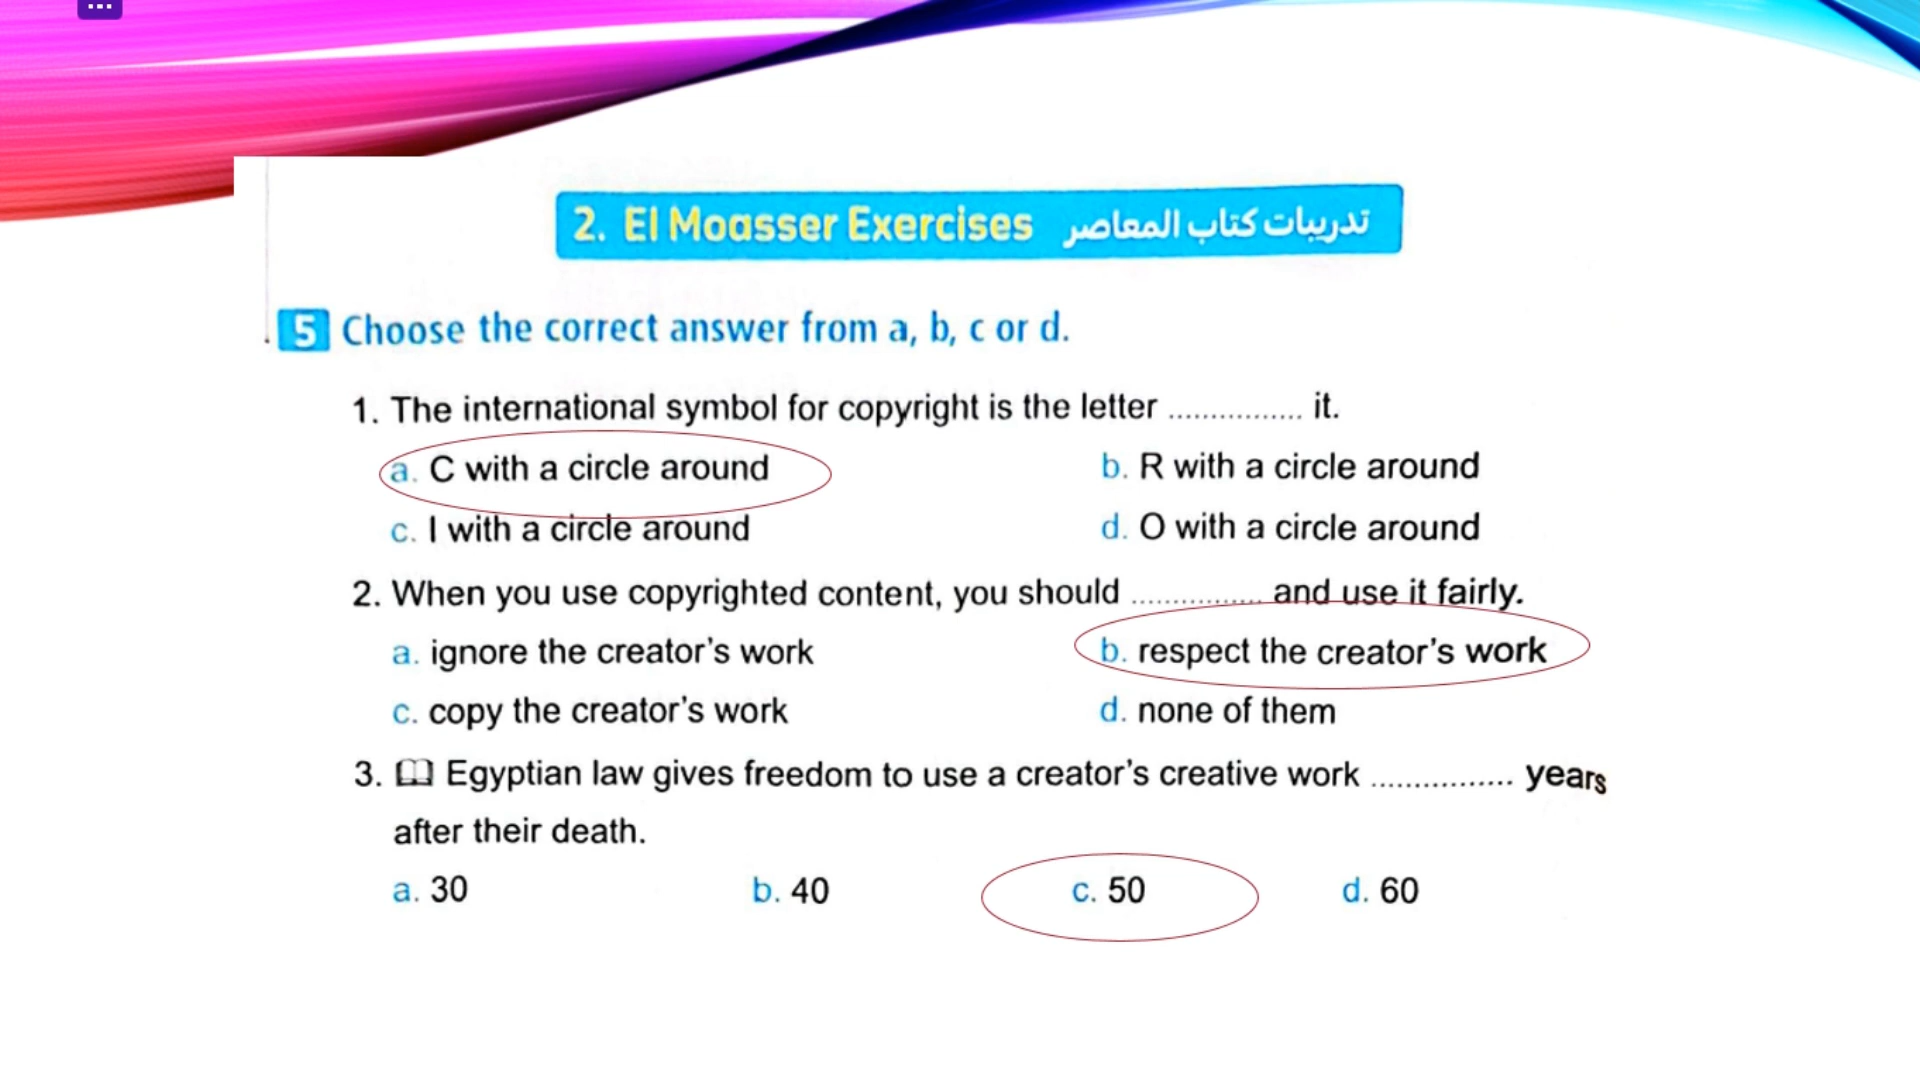 2. El Moasser Exercises تدريبات كتاب المعاصر
5 Choose the correct answer from a, b, c or d.
1. The international symbol for copyright is the letter ................ it.
a. C with a circle around b. R with a circle around
c. I with a circle around d. O with a circle around
2. When you use copyrighted content, you should ................ and use it fairly.
a. ignore the creator's work b. respect the creator's work
c. copy the creator's work d. none of them
3. Egyptian law gives freedom to use a creator's creative work ................ years
after their death.
a. 30 b. 40 c. 50 d. 60